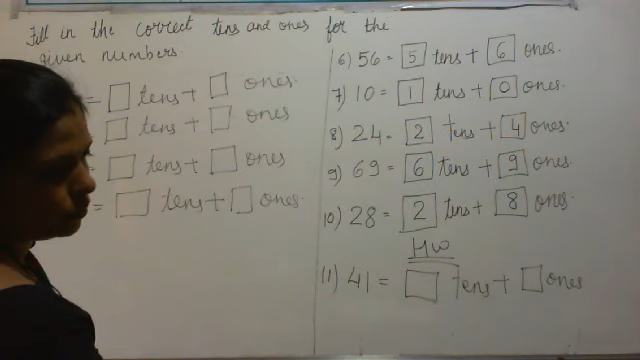 Fill in the correct tens and ones for the
given numbers.
= □ tens + □ ones.
□ tens + □ ones
= □ tens + □ ones
= □ tens + □ ones.
6) 56 = 5 tens + 6 ones.
7) 10 = 1 tens + 0 ones.
8) 24 = 2 tens + 4 ones.
9) 69 = 6 tens + 9 ones.
10) 28 = 2 tens + 8 ones.
HW
11) 41 = □ tens + □ ones